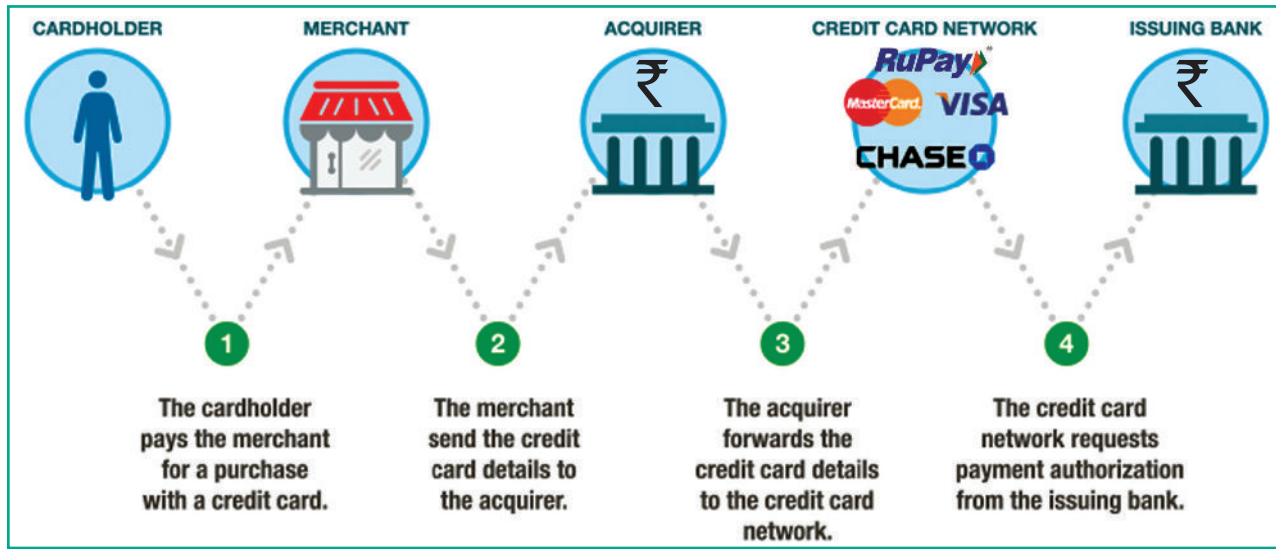 CARDHOLDER
MERCHANT
ACQUIRER
CREDIT CARD NETWORK
ISSUING BANK
₹
RuPay
MasterCard.
VISA
CHASE
₹
1
The cardholder
pays the merchant
for a purchase
with a credit card.
2
The merchant
send the credit
card details to
the acquirer.
3
The acquirer
forwards the
credit card details
to the credit card
network.
4
The credit card
network requests
payment authorization
from the issuing bank.